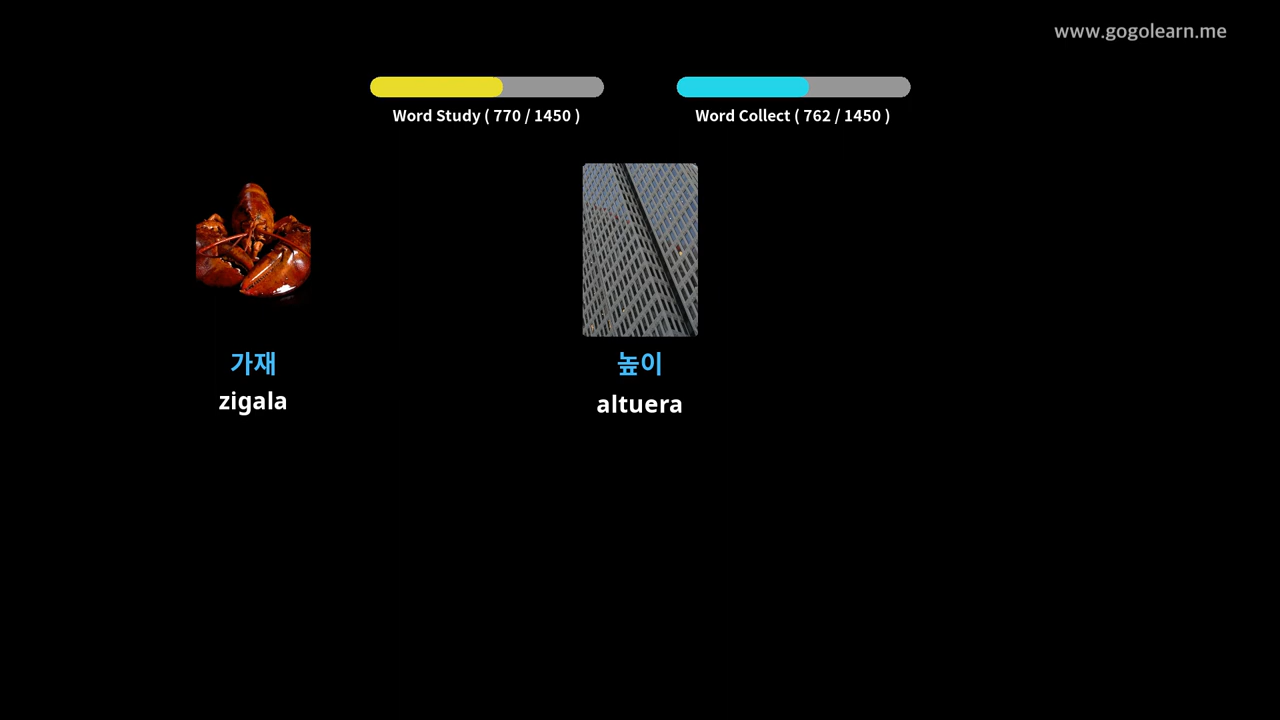 www.gogolearn.me
Word Study ( 770 / 1450 )
Word Collect ( 762 / 1450 )
가재
zigala
높이
altuera